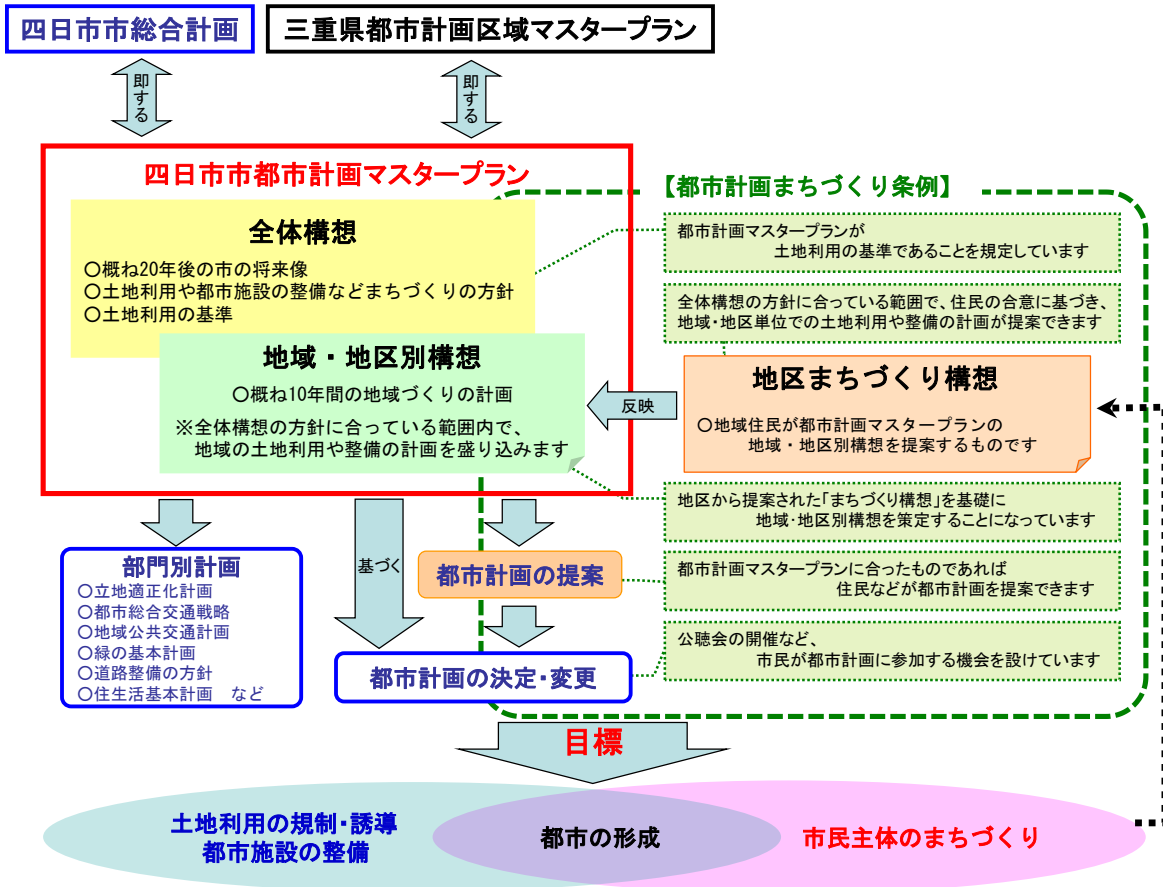 四日市市総合計画
三重県都市計画区域マスタープラン
即する
即する
四日市市都市計画マスタープラン
【都市計画まちづくり条例】
全体構想
〇概ね20年後の市の将来像
〇土地利用や都市施設の整備などまちづくりの方針
〇土地利用の基準
都市計画マスタープランが
土地利用の基準であることを規定しています
全体構想の方針に合っている範囲で、住民の合意に基づき、
地域・地区単位での土地利用や整備の計画が提案できます
地域・地区別構想
〇概ね10年間の地域づくりの計画
※全体構想の方針に合っている範囲内で、
地域の土地利用や整備の計画を盛り込みます
反映
地区まちづくり構想
〇地域住民が都市計画マスタープランの
地域・地区別構想を提案するものです
地区から提案された「まちづくり構想」を基礎に
地域・地区別構想を策定することになっています
部門別計画
〇立地適正化計画
〇都市総合交通戦略
〇地域公共交通計画
〇緑の基本計画
〇道路整備の方針
〇住生活基本計画　など
基づく
都市計画の提案
都市計画マスタープランに合ったものであれば
住民などが都市計画を提案できます
都市計画の決定・変更
公聴会の開催など、
市民が都市計画に参加する機会を設けています
目標
土地利用の規制・誘導
都市施設の整備
都市の形成
市民主体のまちづくり